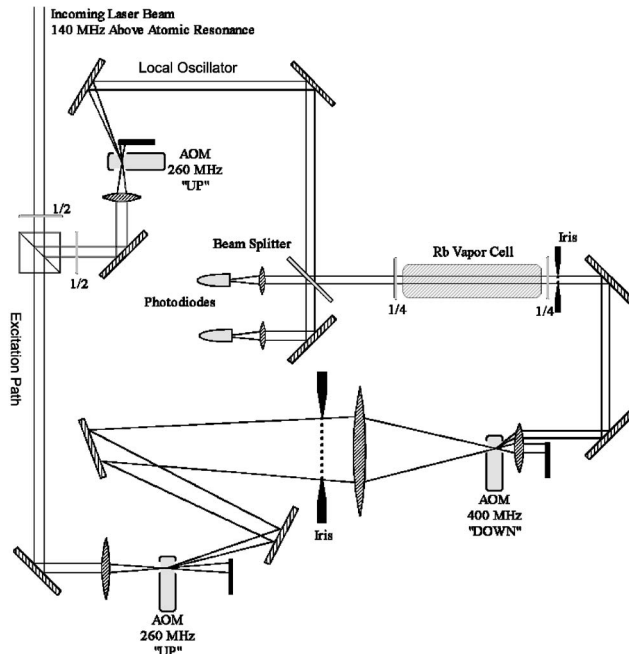 Incoming Laser Beam
140 MHz Above Atomic Resonance
Local Oscillator
AOM
260 MHz
"UP"
1/2
1/2
Beam Splitter
Rb Vapor Cell
Iris
Photodiodes
1/4
1/4
Excitation Path
Iris
AOM
400 MHz
"DOWN"
AOM
260 MHz
"UP"